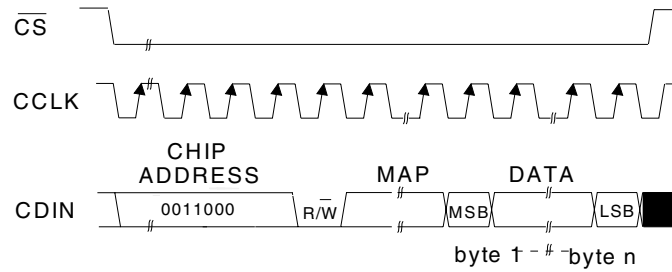 CS
CCLK
CHIP
ADDRESS
MAP
DATA
CDIN
0011000
R/W
MSB
LSB
byte 1
byte n